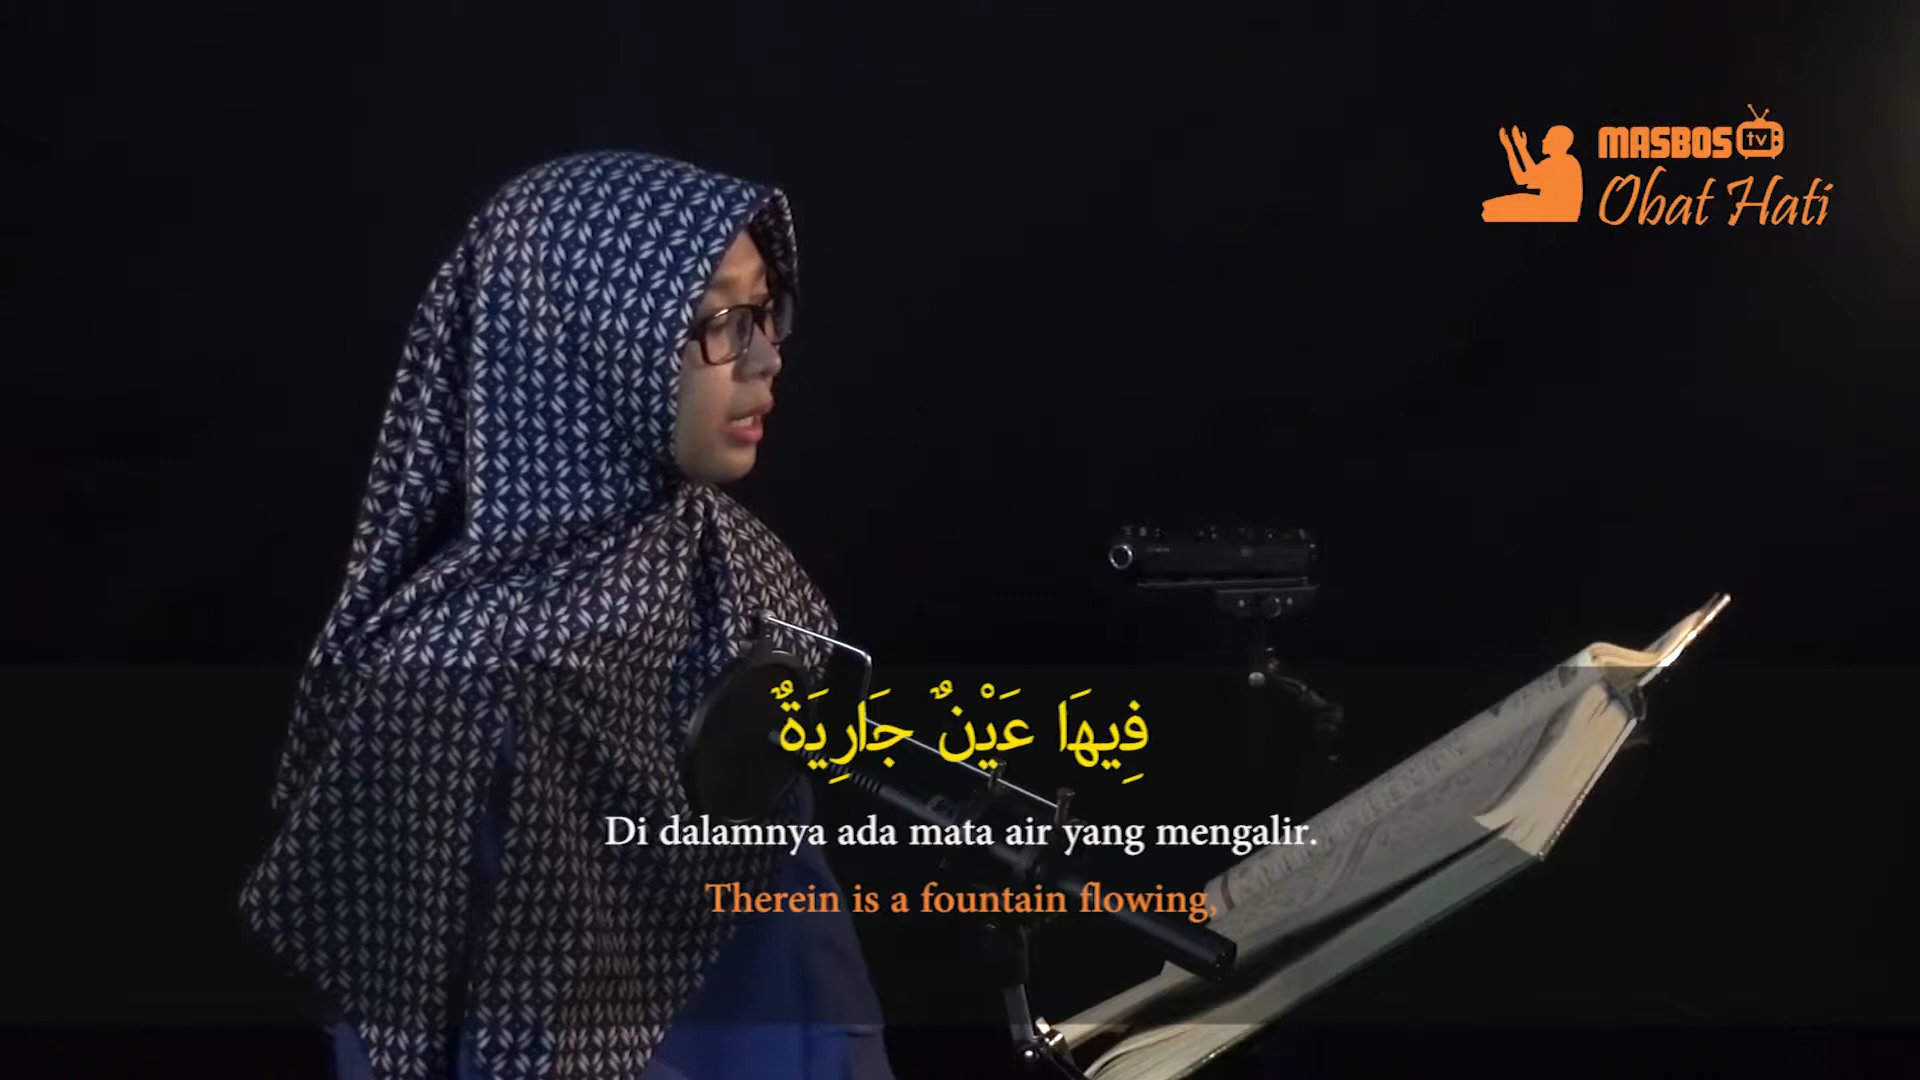 MASBOS tv
Obat Hati
فِيهَا عَيْنٌ جَارِيَةٌ
Di dalamnya ada mata air yang mengalir.
Therein is a fountain flowing,